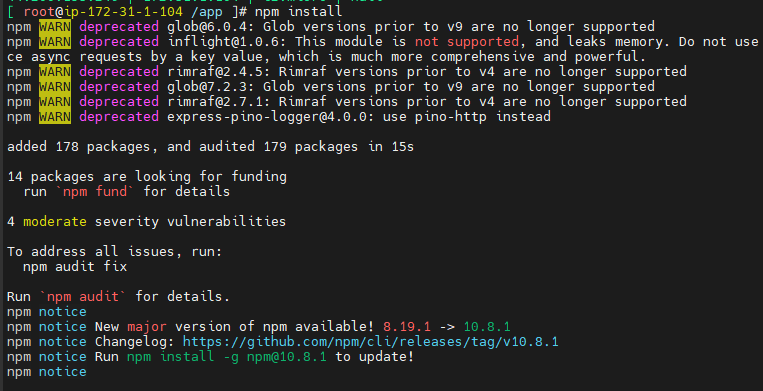 [ root@ip-172-31-1-104 /app ]# npm install
npm WARN deprecated glob@6.0.4: Glob versions prior to v9 are no longer supported
npm WARN deprecated inflight@1.0.6: This module is not supported, and leaks memory. Do not use
ce async requests by a key value, which is much more comprehensive and powerful.
npm WARN deprecated rimraf@2.4.5: Rimraf versions prior to v4 are no longer supported
npm WARN deprecated glob@7.2.3: Glob versions prior to v9 are no longer supported
npm WARN deprecated rimraf@2.7.1: Rimraf versions prior to v4 are no longer supported
npm WARN deprecated express-pino-logger@4.0.0: use pino-http instead
added 178 packages, and audited 179 packages in 15s
14 packages are looking for funding
run `npm fund` for details
4 moderate severity vulnerabilities
To address all issues, run:
npm audit fix
Run `npm audit` for details.
npm notice
npm notice New major version of npm available! 8.19.1 -> 10.8.1
npm notice Changelog: https://github.com/npm/cli/releases/tag/v10.8.1
npm notice Run npm install -g npm@10.8.1 to update!
npm notice